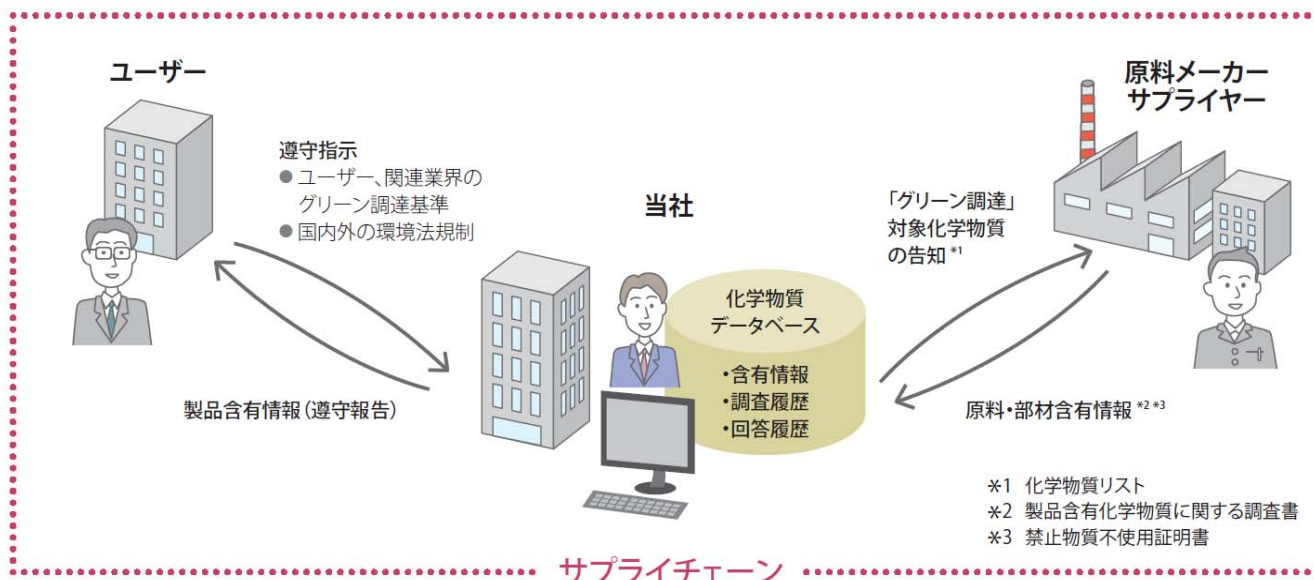 ユーザー
遵守指示
● ユーザー、関連業界の
グリーン調達基準
● 国内外の環境法規制
製品含有情報（遵守報告）
当社
化学物質
データベース
・含有情報
・調査履歴
・回答履歴
原料メーカー
サプライヤー
「グリーン調達」
対象化学物質
の告知 *1
原料・部材含有情報 *2 *3
*1 化学物質リスト
*2 製品含有化学物質に関する調査書
*3 禁止物質不使用証明書
サプライチェーン